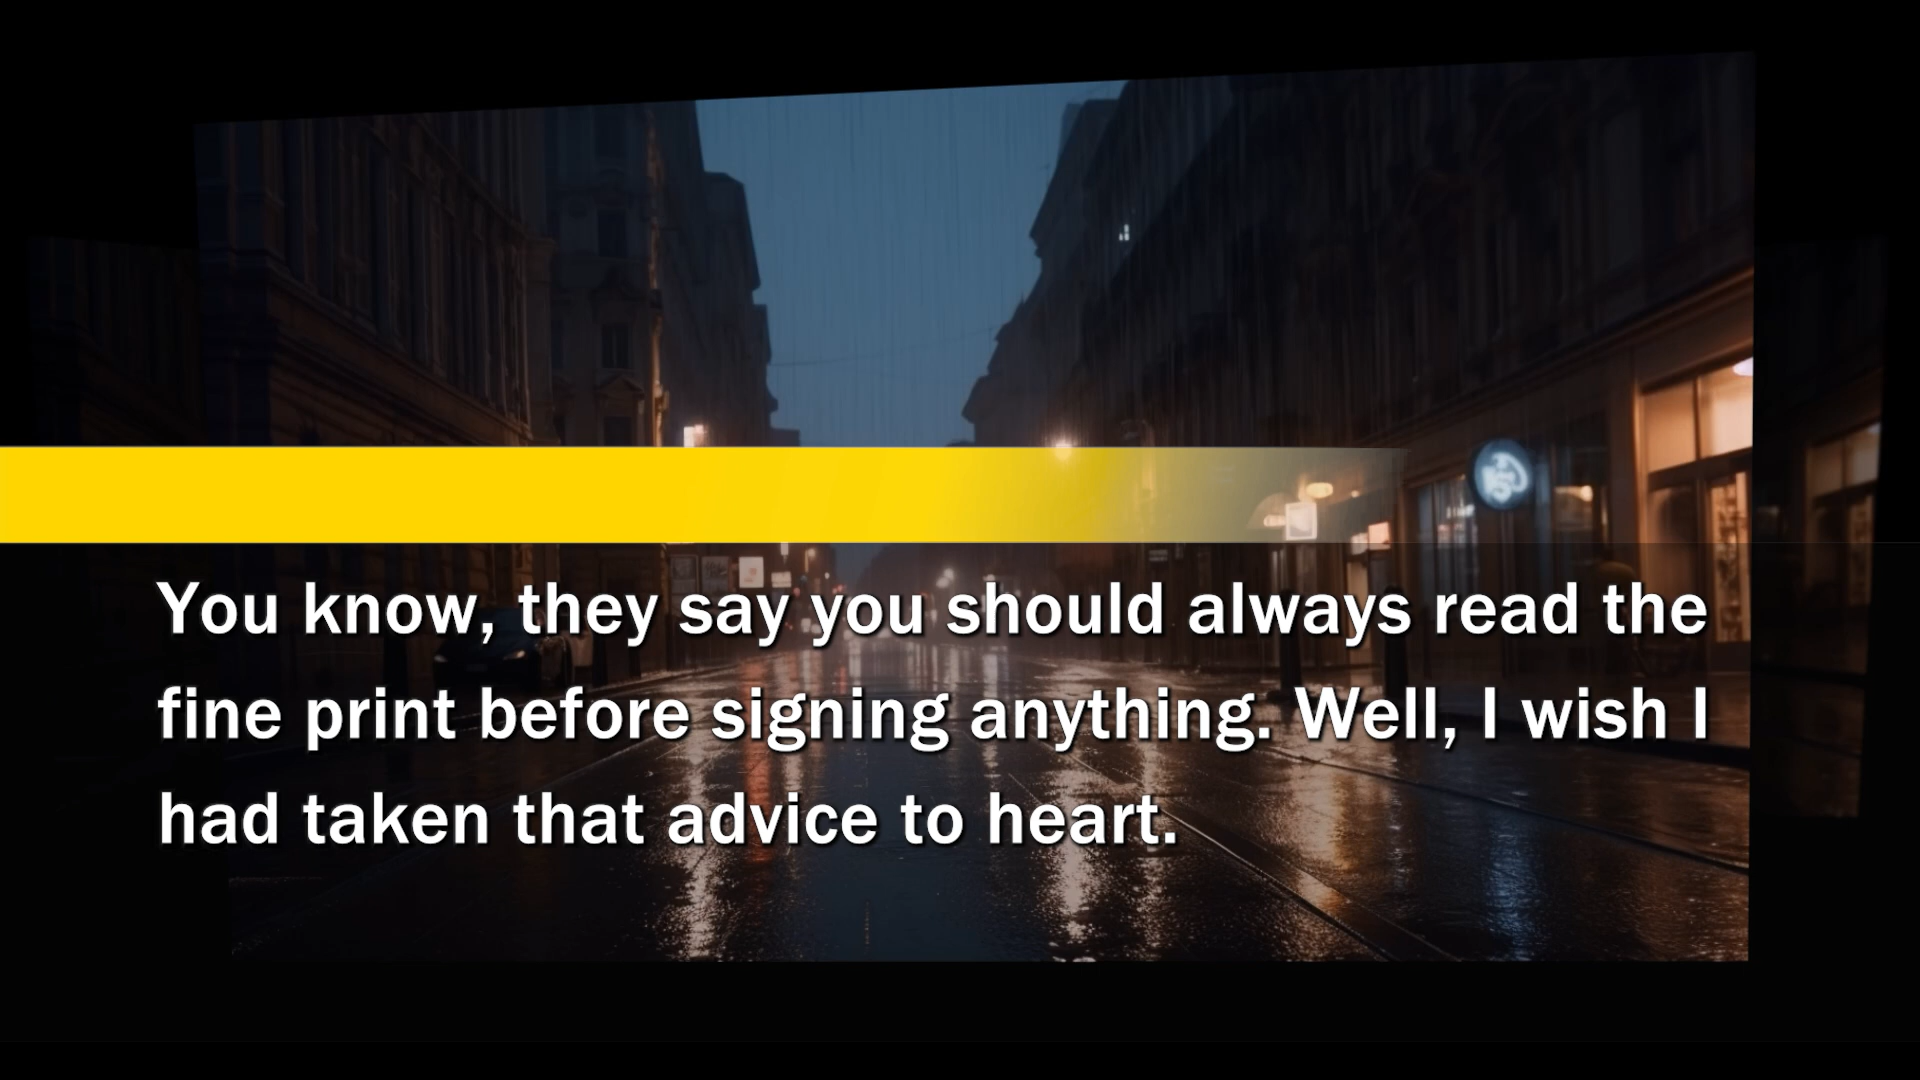 You know, they say you should always read the
fine print before signing anything. Well, I wish I
had taken that advice to heart.